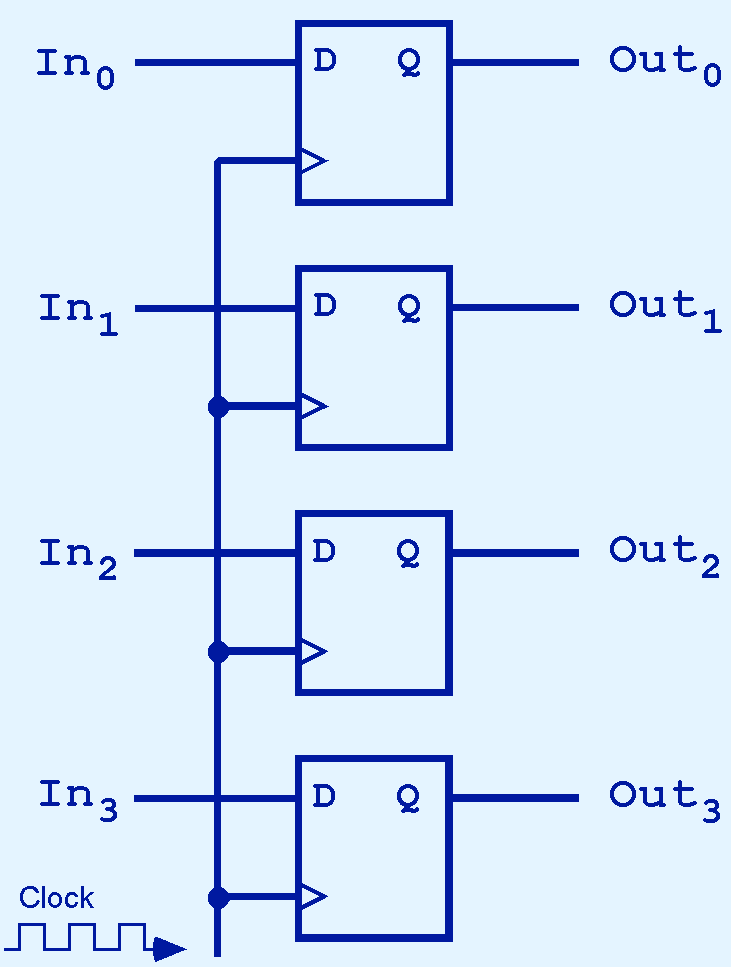 In0 D Q Out0
In1 D Q Out1
In2 D Q Out2
In3 D Q Out3
Clock